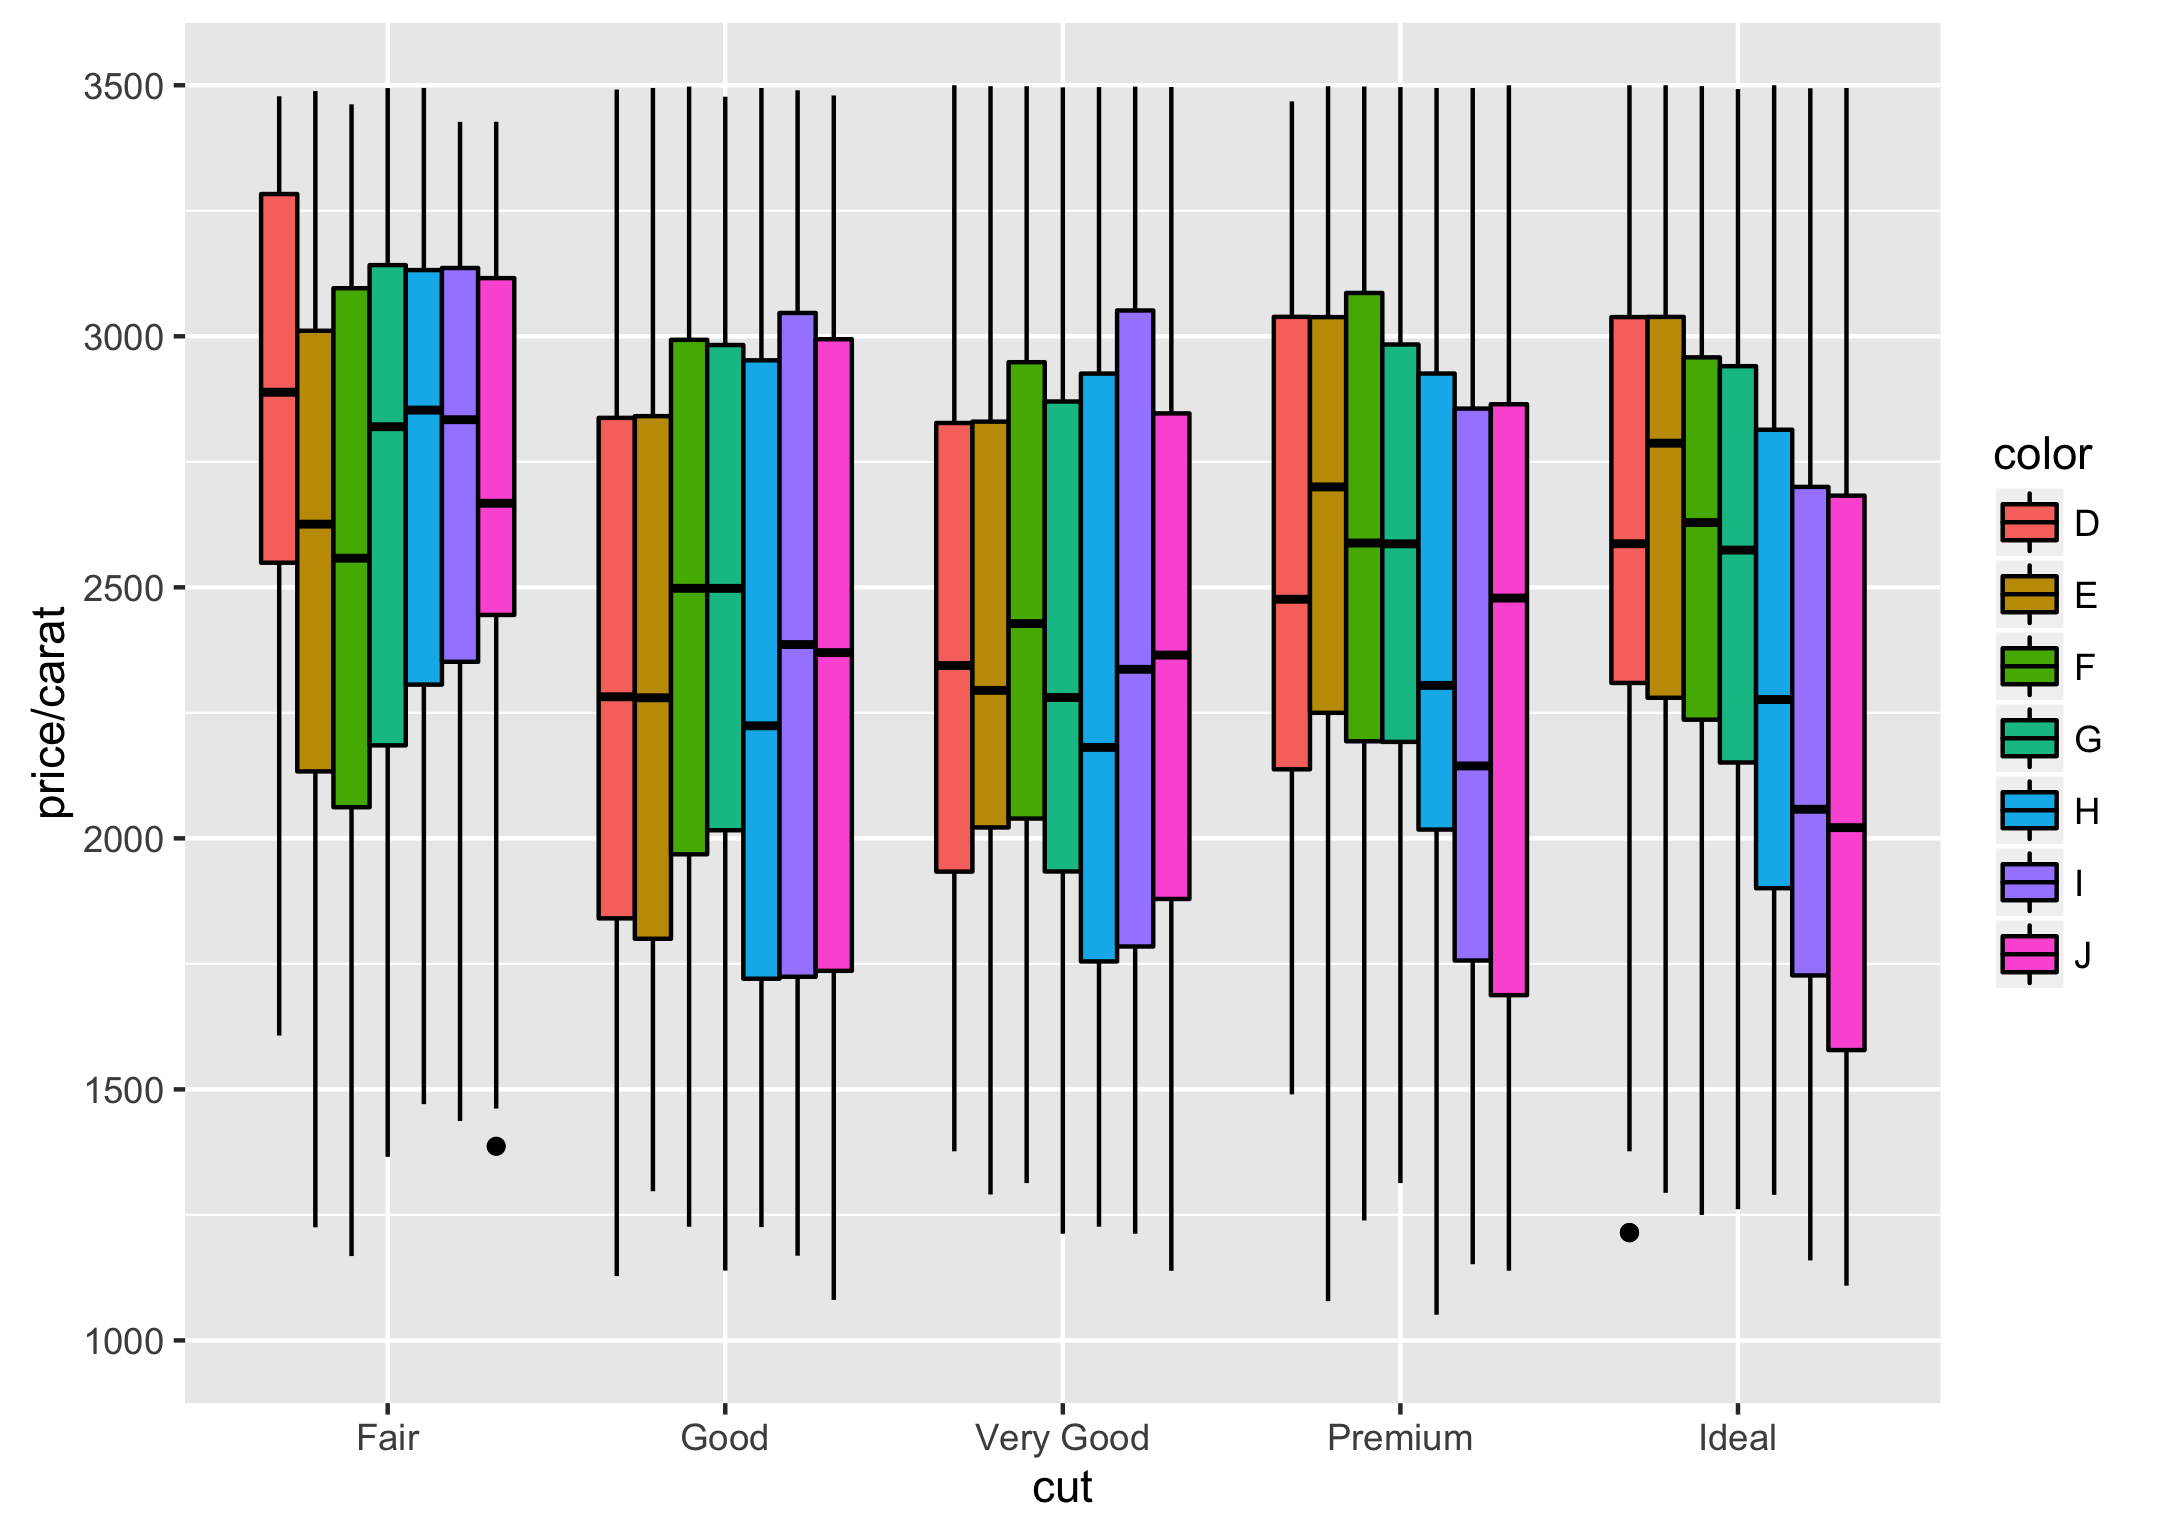 3500
3000
2500
2000
1500
1000
price/carat
Fair
Good
Very Good
Premium
Ideal
cut
color
D
E
F
G
H
I
J